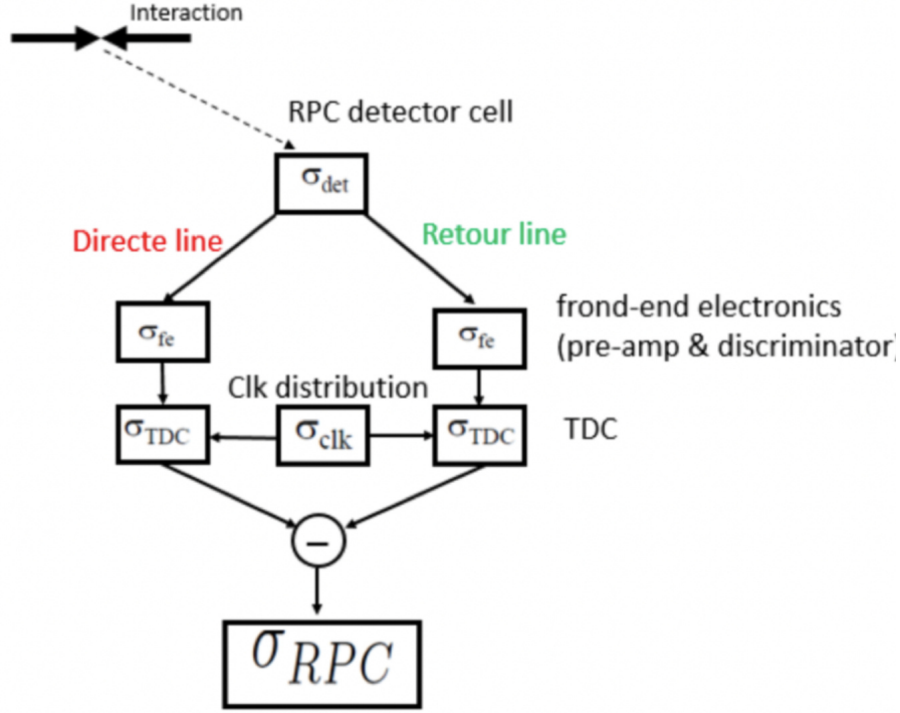 Interaction
RPC detector cell
σdet
Directe line
Retour line
σfe
σfe
frond-end electronics
(pre-amp & discriminator)
Clk distribution
σTDC
σclk
σTDC
TDC
−
σRPC